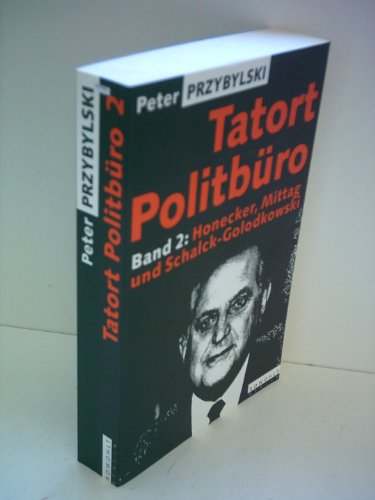 Peter PRZYBYLSKI
Tatort
Politbüro
Band 2: Honecker, Mittag
und Schalck-Golodkowski
Peter PRZYBYLSKI
Tatort Politbüro 2